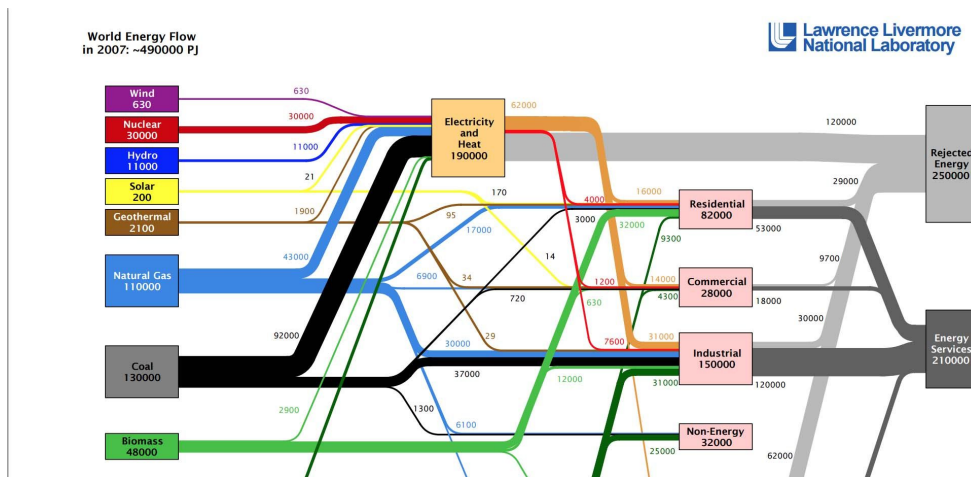 World Energy Flow
in 2007: ~490000 PJ
Lawrence Livermore
National Laboratory
Wind
630
630
Nuclear
30000
30000
Hydro
11000
11000
Solar
200
21
Geothermal
2100
1900
Natural Gas
110000
43000
Coal
130000
92000
Biomass
48000
2900
Electricity
and
Heat
190000
62000
120000
170
95
17000
14
6900
34
720
29
30000
37000
1300
6100
4000
3000
16000
32000
9300
1200
14000
4300
630
7600
31000
12000
31000
25000
Residential
82000
29000
53000
Commercial
28000
9700
18000
Industrial
150000
30000
120000
Non-Energy
32000
62000
Rejected
Energy
250000
Energy
Services
210000